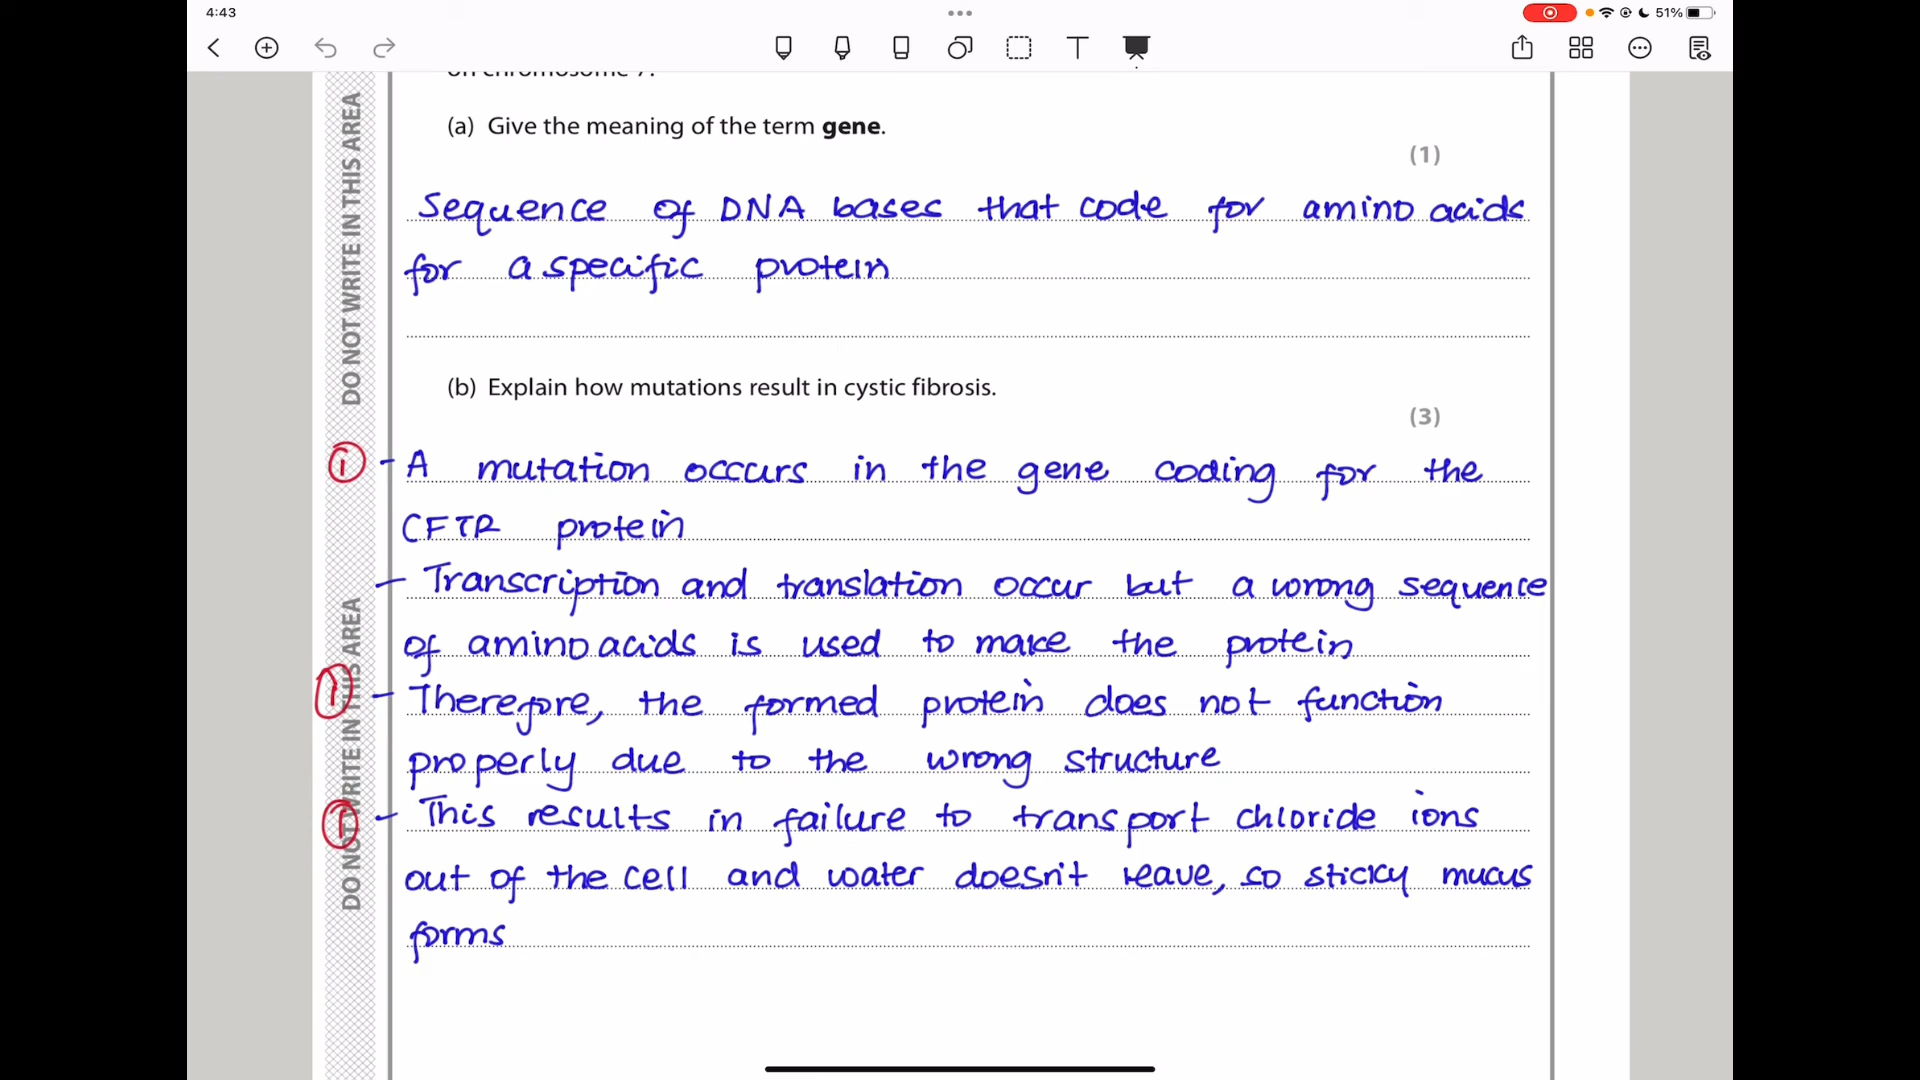 4:43
51%
on chromosome 7.
(a) Give the meaning of the term gene.
(1)
Sequence of DNA bases that code for amino acids
for a specific protein
(b) Explain how mutations result in cystic fibrosis.
(3)
1 - A mutation occurs in the gene coding for the
CFTR protein
- Transcription and translation occur but a wrong sequence
of amino acids is used to make the protein
1 - Therefore, the formed protein does not function
properly due to the wrong structure
1 - This results in failure to transport chloride ions
out of the cell and water doesn't leave, so sticky mucus
forms
DO NOT WRITE IN THIS AREA
DO NOT WRITE IN THIS AREA